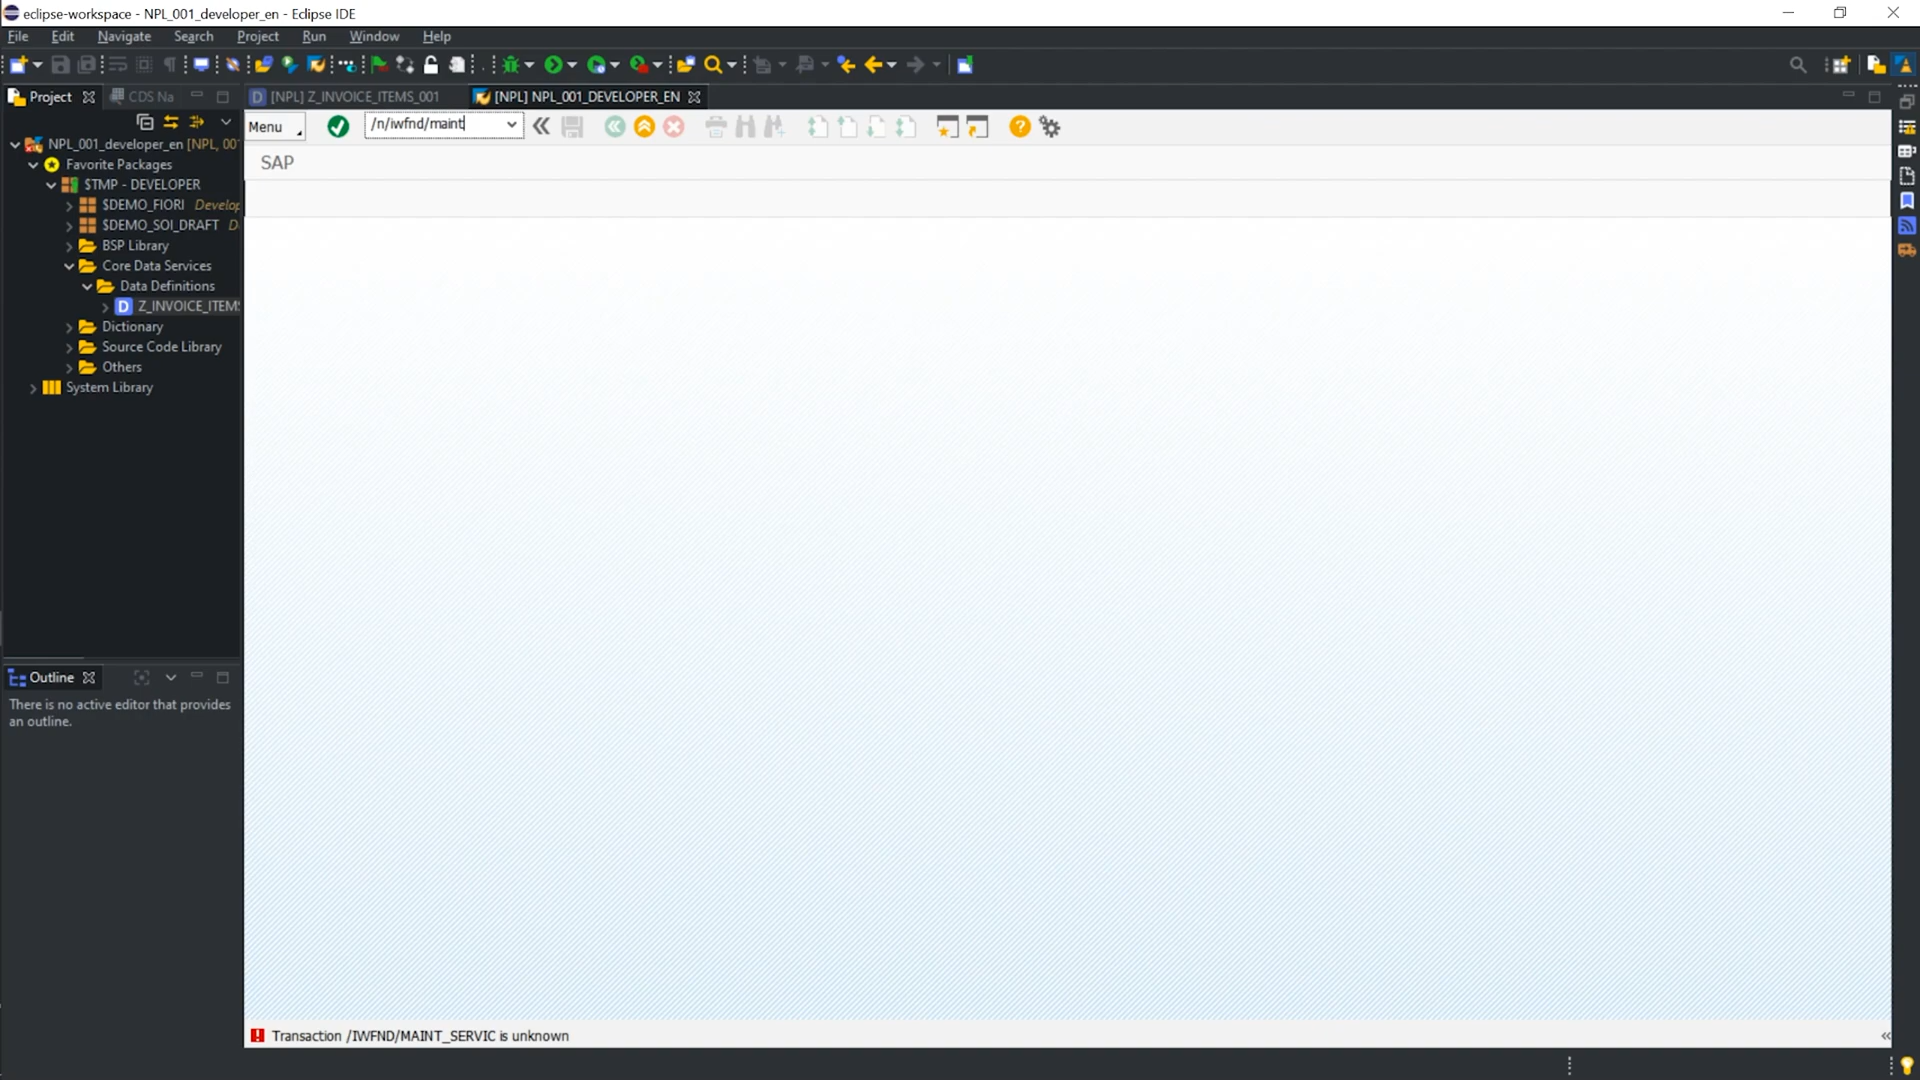 eclipse-workspace - NPL_001_developer_en - Eclipse IDE
File Edit Navigate Search Project Run Window Help
Project CDS Na [NPL] Z_INVOICE_ITEMS_001 [NPL] NPL_001_DEVELOPER_EN
Menu /n/iwfnd/maint
NPL_001_developer_en [NPL, 00
SAP
Favorite Packages
$TMP - DEVELOPER
$DEMO_FIORI Develop
$DEMO_SOI_DRAFT D
BSP Library
Core Data Services
Data Definitions
Z_INVOICE_ITEMS
Dictionary
Source Code Library
Others
System Library
Outline
There is no active editor that provides
an outline.
Transaction /IWFND/MAINT_SERVIC is unknown